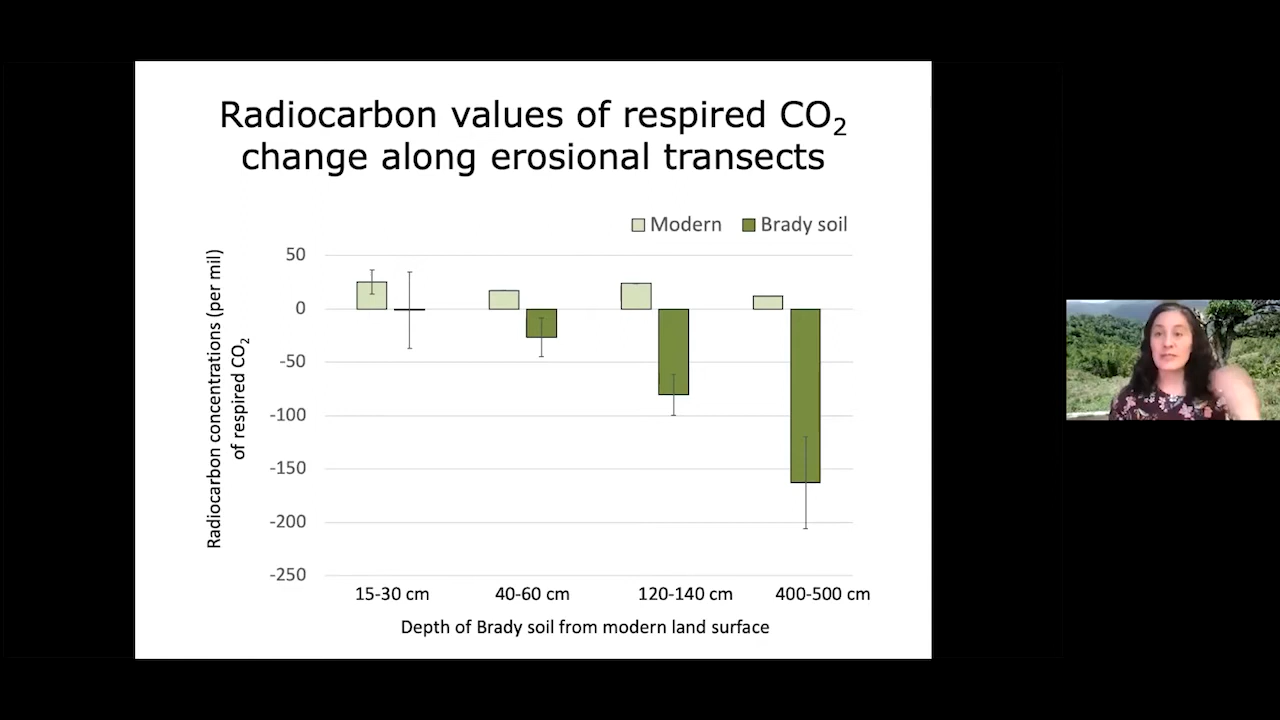 Radiocarbon values of respired CO₂
change along erosional transects
Modern
Brady soil
Radiocarbon concentrations (per mil)
of respired CO₂
50
0
-50
-100
-150
-200
-250
15-30 cm
40-60 cm
120-140 cm
400-500 cm
Depth of Brady soil from modern land surface